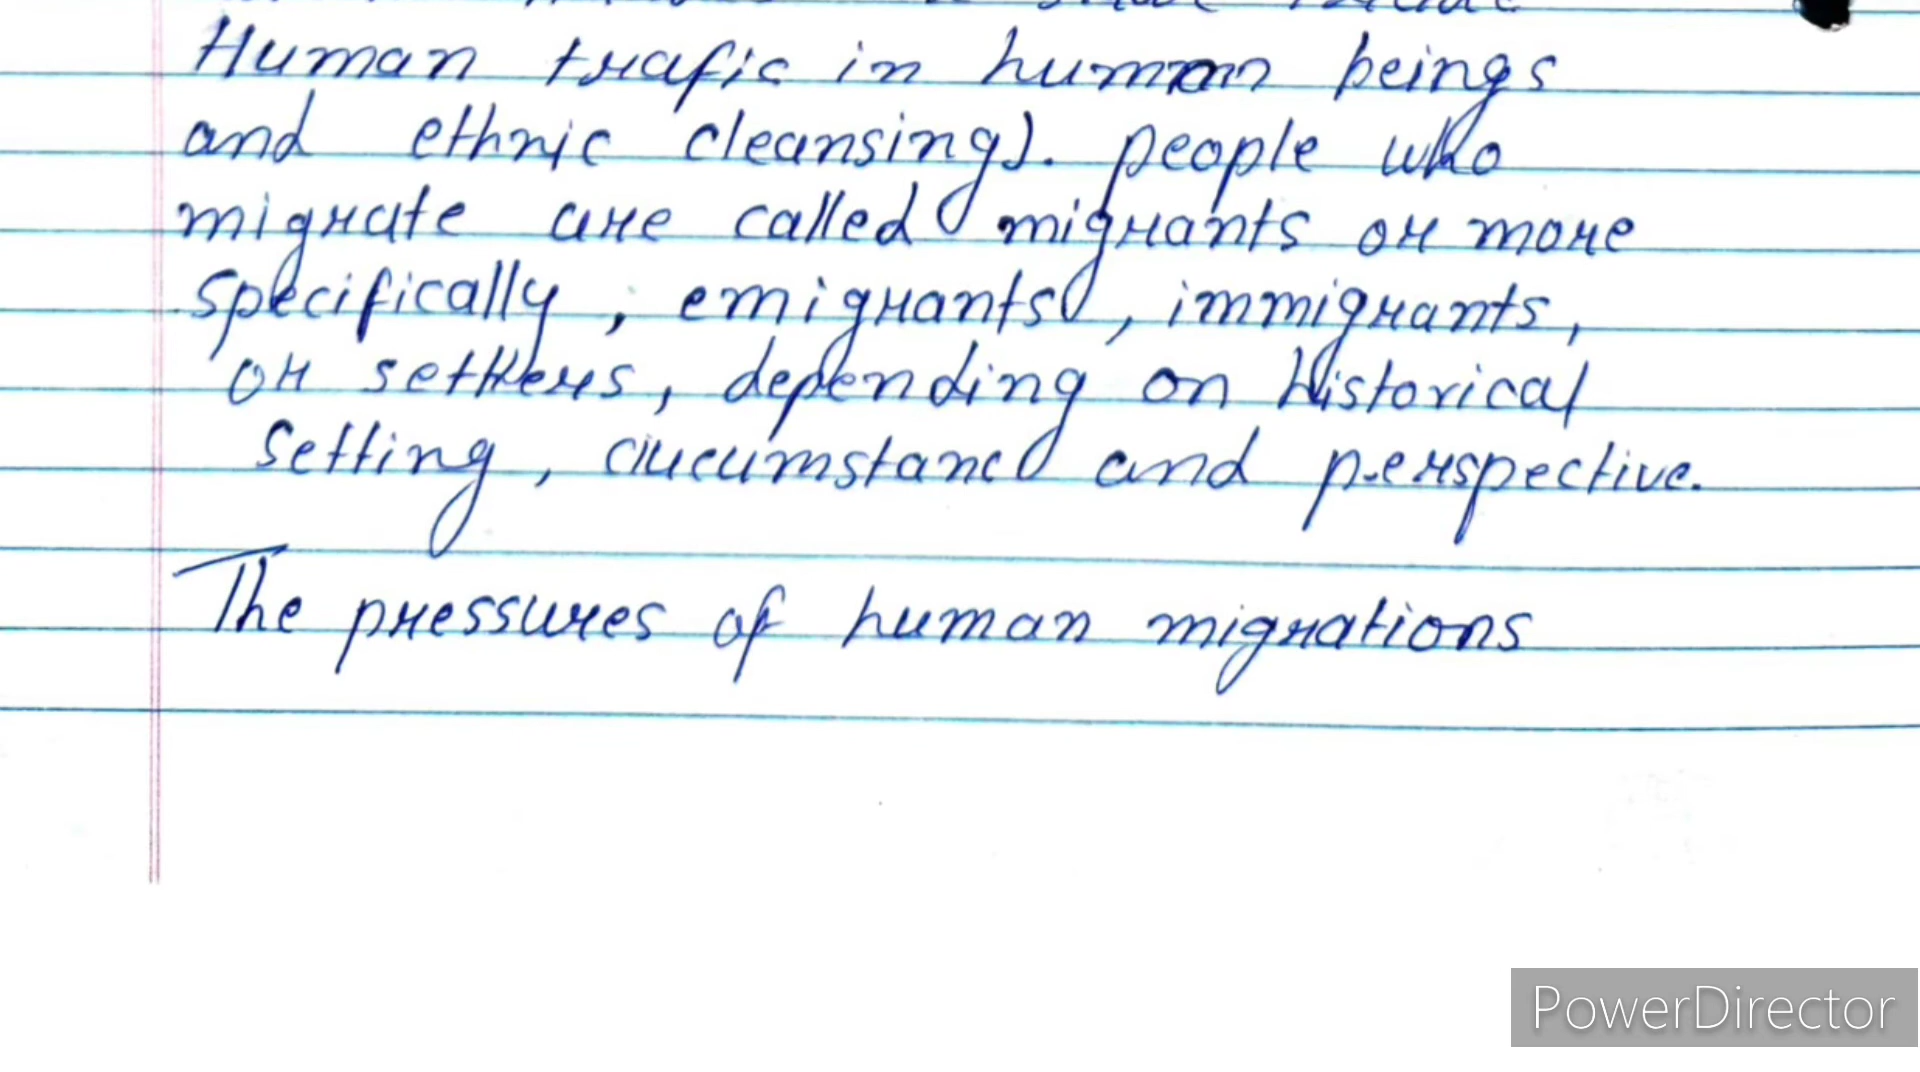 Human trafic in human beings
and ethnic cleansing). people who
migrate are called migrants or more
specifically, emigrants, immigrants,
or settlers, depending on historical
setting, circumstanc and perspective.
The pressures of human migrations
PowerDirector